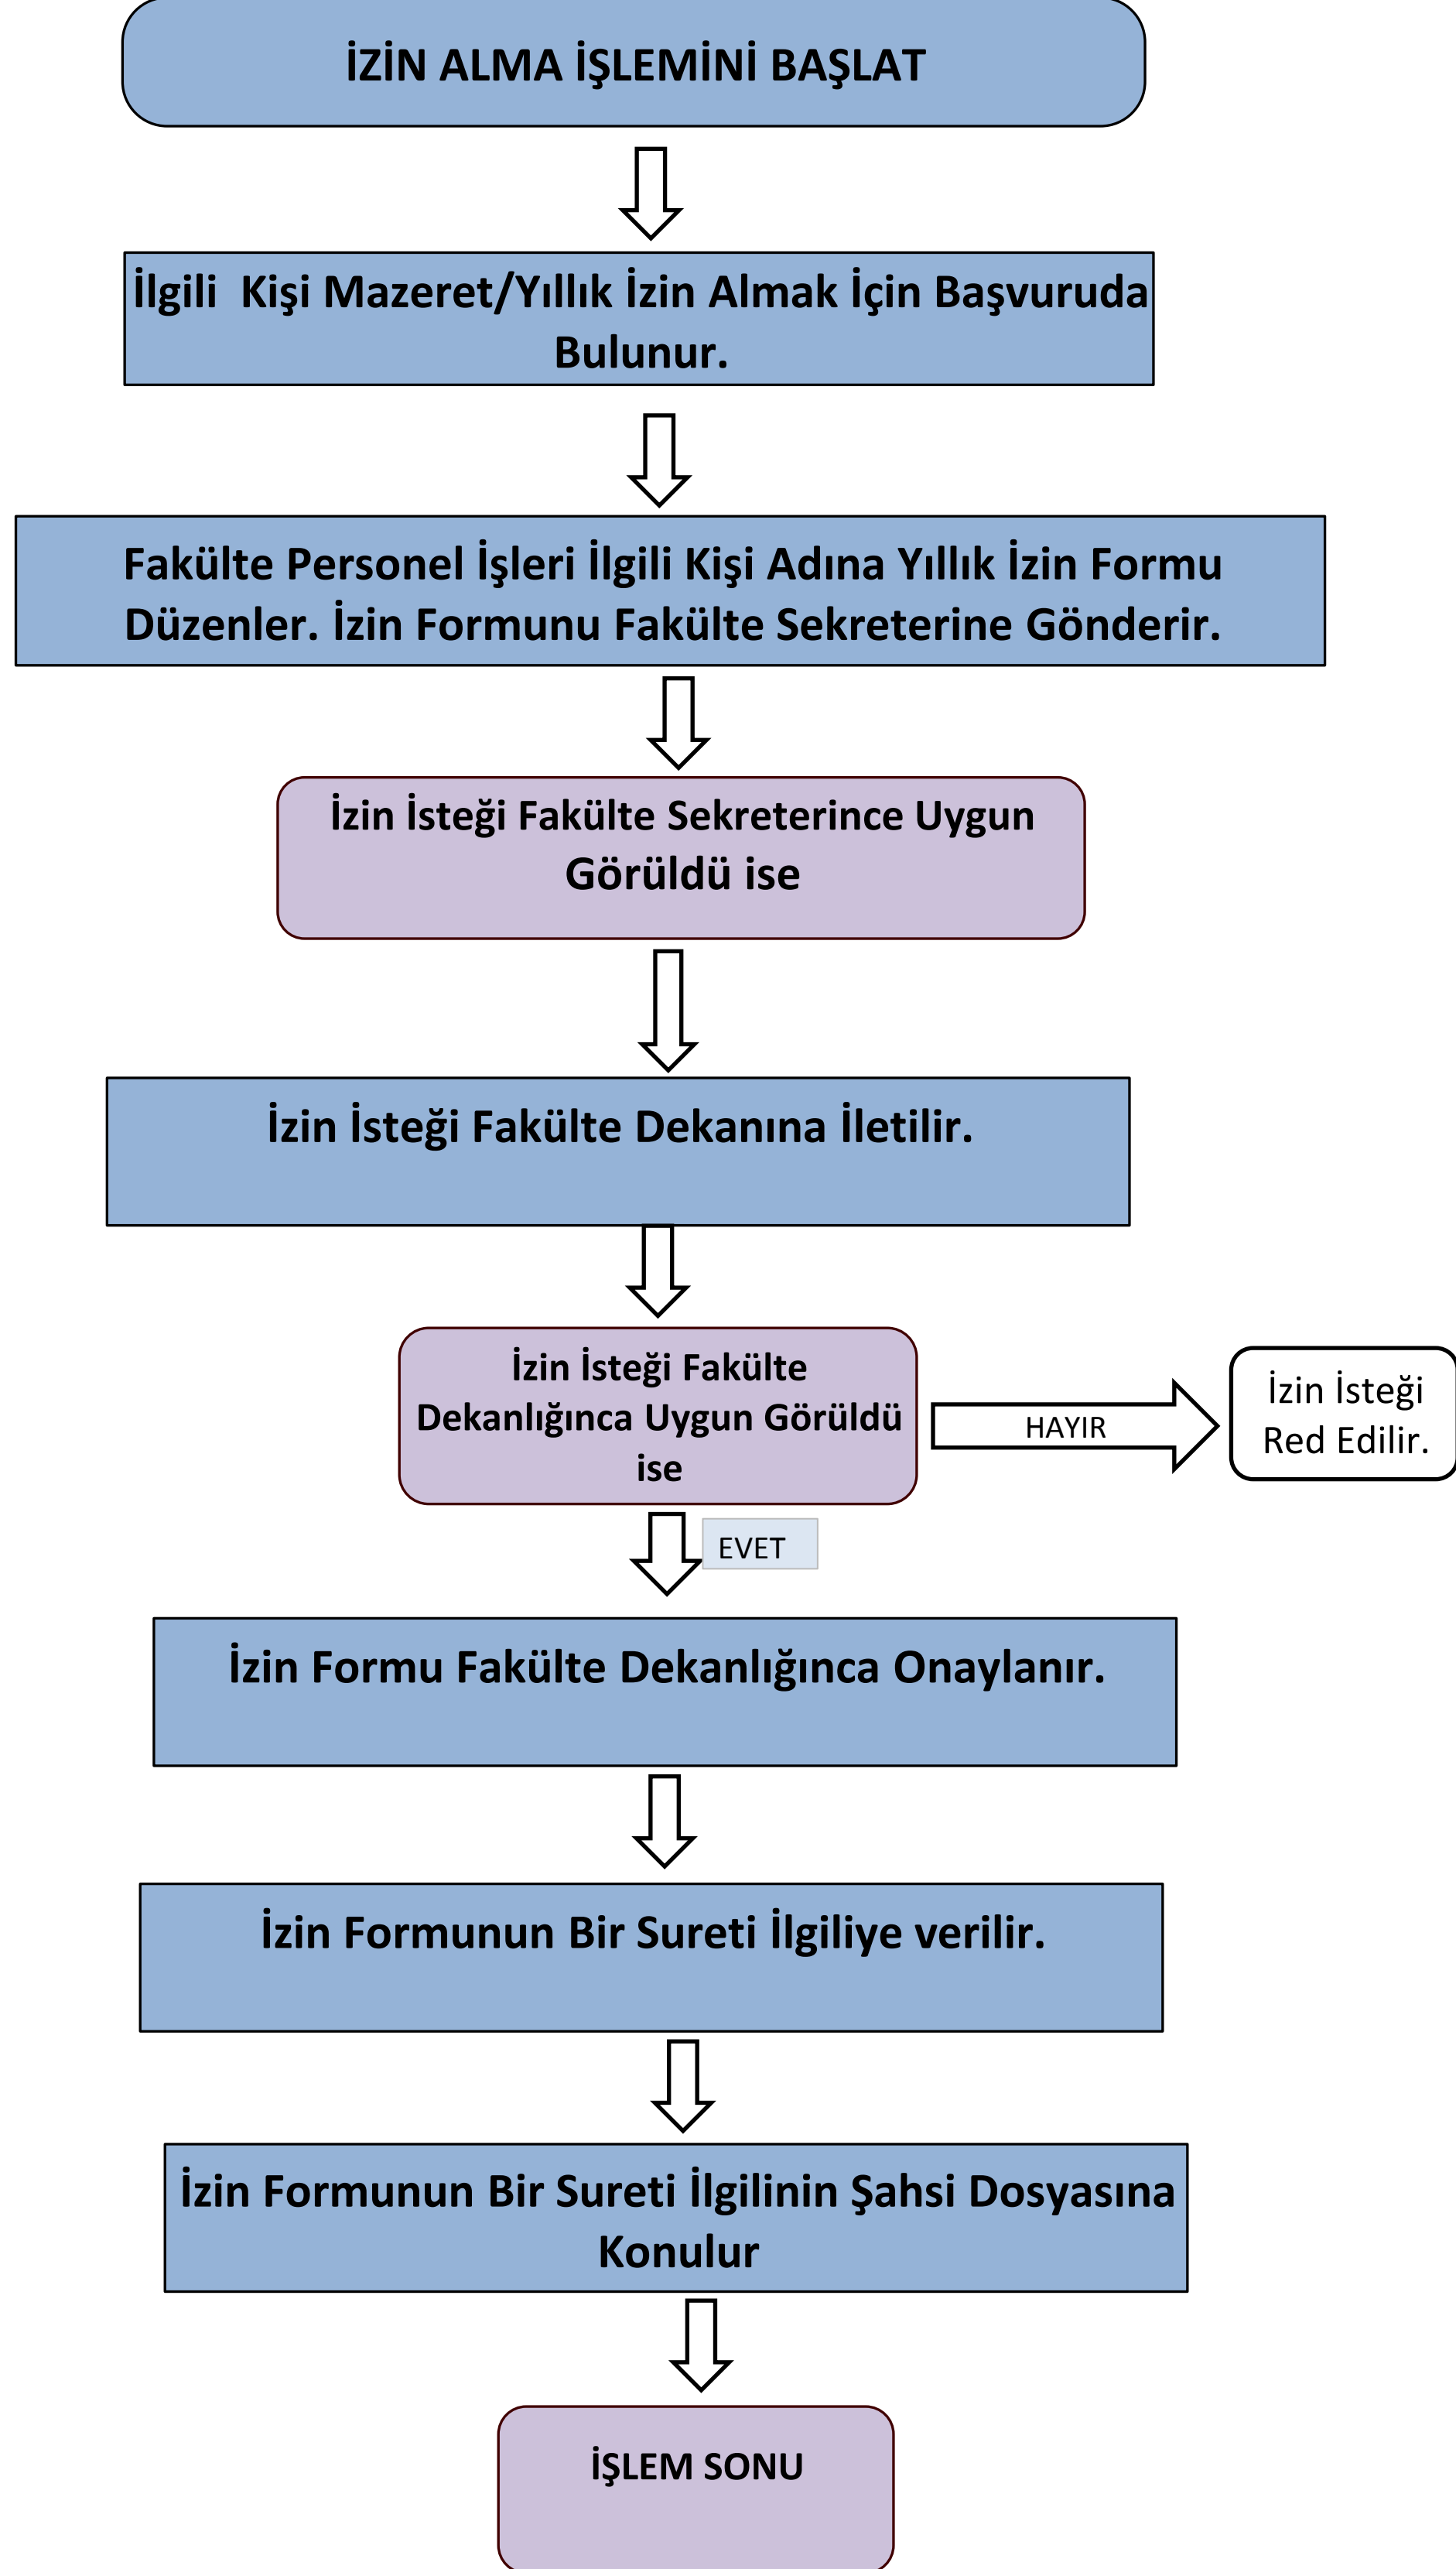 İZİN ALMA İŞLEMİNİ BAŞLAT
İlgili  Kişi Mazeret/Yıllık İzin Almak İçin Başvuruda
Bulunur.
Fakülte Personel İşleri İlgili Kişi Adına Yıllık İzin Formu
Düzenler. İzin Formunu Fakülte Sekreterine Gönderir.
İzin İsteği Fakülte Sekreterince Uygun
Görüldü ise
İzin İsteği Fakülte Dekanına İletilir.
İzin İsteği Fakülte
Dekanlığınca Uygun Görüldü
ise
HAYIR
İzin İsteği
Red Edilir.
EVET
İzin Formu Fakülte Dekanlığınca Onaylanır.
İzin Formunun Bir Sureti İlgiliye verilir.
İzin Formunun Bir Sureti İlgilinin Şahsi Dosyasına
Konulur
İŞLEM SONU